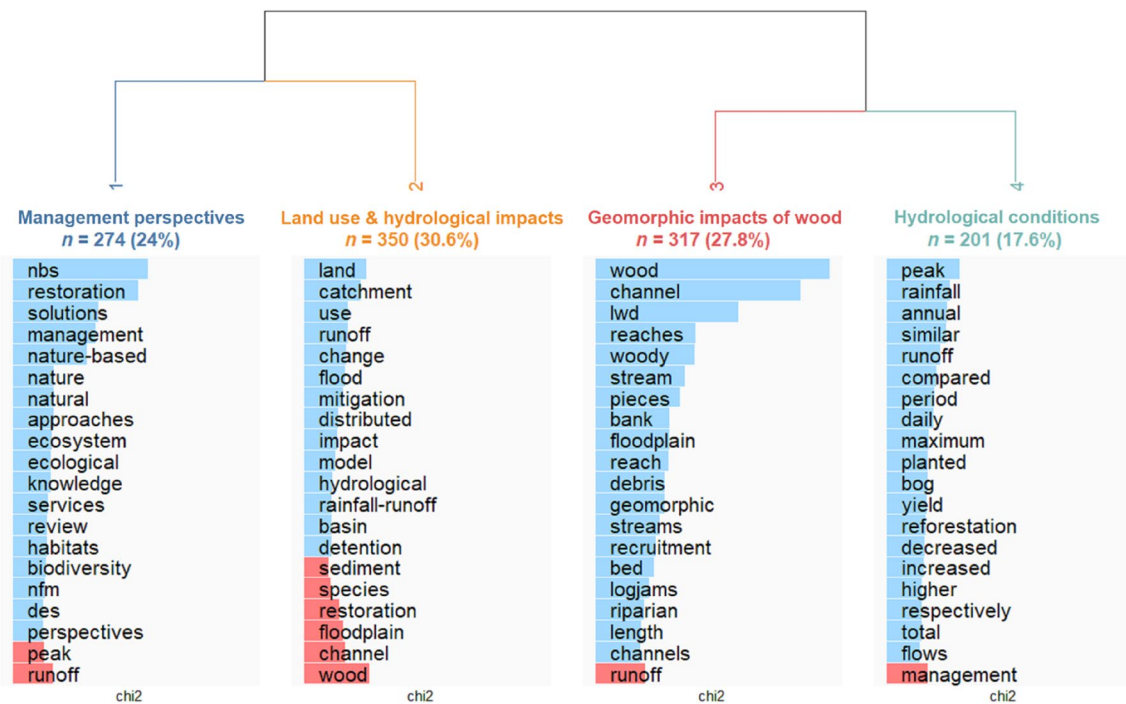 1
2
3
4
Management perspectives
n = 274 (24%)
Land use & hydrological impacts
n = 350 (30.6%)
Geomorphic impacts of wood
n = 317 (27.8%)
Hydrological conditions
n = 201 (17.6%)
nbs
restoration
solutions
management
nature-based
nature
natural
approaches
ecosystem
ecological
knowledge
services
review
habitats
biodiversity
nfm
des
perspectives
peak
runoff
chi2
land
catchment
use
runoff
change
flood
mitigation
distributed
impact
model
hydrological
rainfall-runoff
basin
detention
sediment
species
restoration
floodplain
channel
wood
chi2
wood
channel
lwd
reaches
woody
stream
pieces
bank
floodplain
reach
debris
geomorphic
streams
recruitment
bed
logjams
riparian
length
channels
runoff
chi2
peak
rainfall
annual
similar
runoff
compared
period
daily
maximum
planted
bog
yield
reforestation
decreased
increased
higher
respectively
total
flows
management
chi2